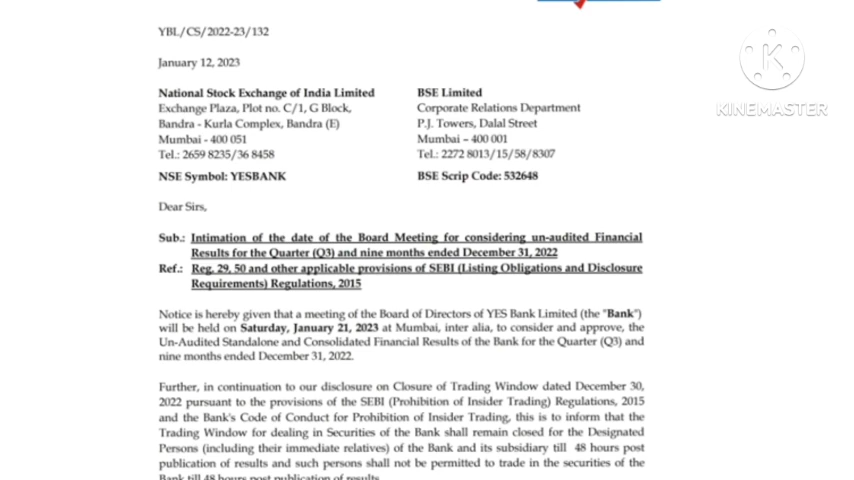 YBL/CS/2022-23/132
January 12, 2023
National Stock Exchange of India Limited
Exchange Plaza, Plot no. C/1, G Block,
Bandra - Kurla Complex, Bandra (E)
Mumbai - 400 051
Tel.: 2659 8235/36 8458
NSE Symbol: YESBANK
BSE Limited
Corporate Relations Department
P.J. Towers, Dalal Street
Mumbai – 400 001
Tel.: 2272 8013/15/58/8307
BSE Scrip Code: 532648
Dear Sirs,
Sub.: Intimation of the date of the Board Meeting for considering un-audited Financial
Results for the Quarter (Q3) and nine months ended December 31, 2022
Ref.: Reg. 29, 50 and other applicable provisions of SEBI (Listing Obligations and Disclosure
Requirements) Regulations, 2015
Notice is hereby given that a meeting of the Board of Directors of YES Bank Limited (the "Bank")
will be held on Saturday, January 21, 2023 at Mumbai, inter alia, to consider and approve, the
Un-Audited Standalone and Consolidated Financial Results of the Bank for the Quarter (Q3) and
nine months ended December 31, 2022.
Further, in continuation to our disclosure on Closure of Trading Window dated December 30,
2022 pursuant to the provisions of the SEBI (Prohibition of Insider Trading) Regulations, 2015
and the Bank's Code of Conduct for Prohibition of Insider Trading, this is to inform that the
Trading Window for dealing in Securities of the Bank shall remain closed for the Designated
Persons (including their immediate relatives) of the Bank and its subsidiary till 48 hours post
publication of results and such persons shall not be permitted to trade in the securities of the
Bank till 48 hours post publication of results.
K
KINEMASTER